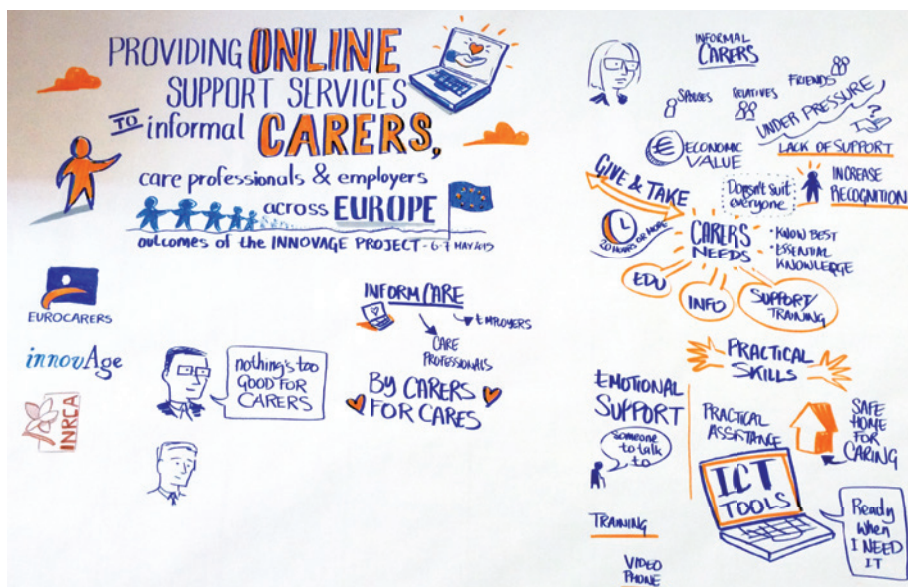 PROVIDING ONLINE
SUPPORT SERVICES
TO informal CARERS,
care professionals & employers
across EUROPE
outcomes of the INNOVAGE PROJECT - 6-7 MAY 2015
EUROCARERS
innovAge
INRCA
nothing's too
GOOD FOR
CARERS
INFORM CARE
EMPLOYERS
CARE
PROFESSIONALS
BY CARERS
FOR CARES
INFORMAL
CARERS
SPOUSES
RELATIVES
FRIENDS
UNDER PRESSURE
?
LACK OF SUPPORT
€ ECONOMIC
VALUE
GIVE & TAKE
Doesn't suit
everyone
INCREASE
RECOGNITION
20 HOURS OR MORE
CARERS
NEEDS
• KNOW BEST
• ESSENTIAL
KNOWLEDGE
EDU
INFO
SUPPORT/
TRAINING
PRACTICAL
SKILLS
EMOTIONAL
SUPPORT
someone
to talk
to
PRACTICAL
ASSISTANCE
SAFE
HOME
FOR
CARING
ICT
TOOLS
Ready
when
I NEED
IT
TRAINING
VIDEO
PHONE